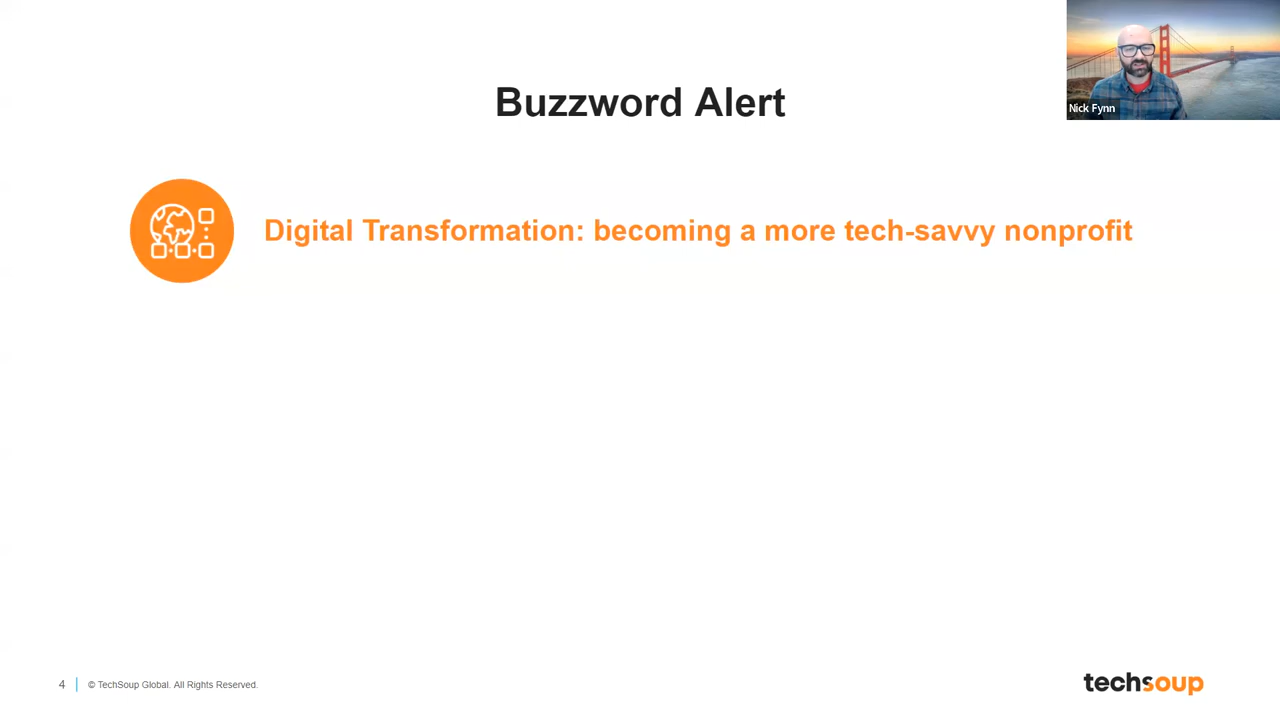 Buzzword Alert
Nick Fynn
Digital Transformation: becoming a more tech-savvy nonprofit
4
© TechSoup Global. All Rights Reserved.
techsoup